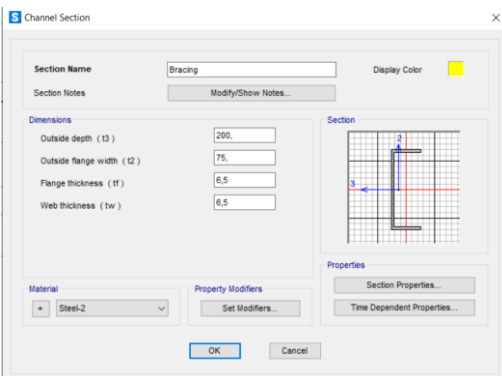 S Channel Section
Section Name Bracing Display Color
Section Notes Modify/Show Notes...
Dimensions
Outside depth ( t3 ) 200,
Outside flange width ( t2 ) 75,
Flange thickness ( tf ) 6,5
Web thickness ( tw ) 6,5
Section
2
3
Properties
Section Properties...
Time Dependent Properties...
Material
+ Steel-2
Property Modifiers
Set Modifiers...
OK Cancel